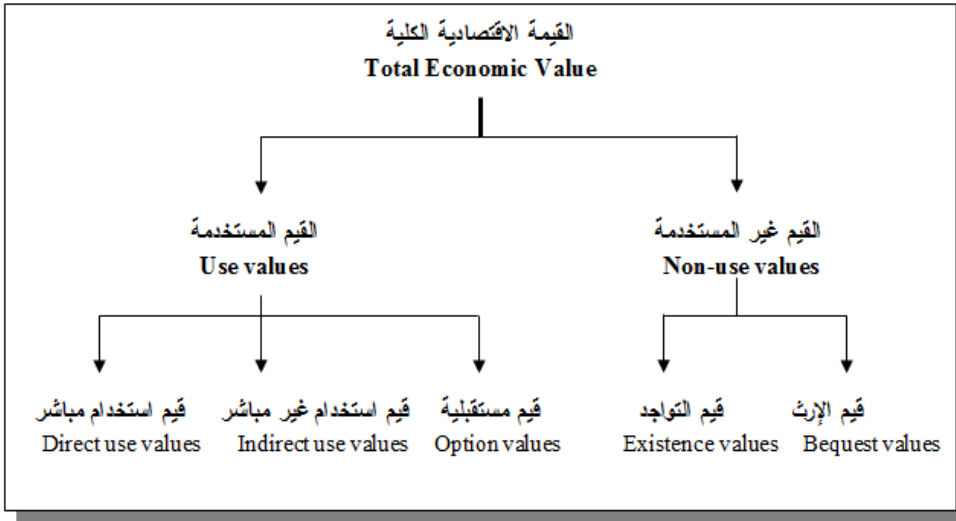 القيمة الاقتصادية الكلية
Total Economic Value
القيم المستخدمة
Use values
القيم غير المستخدمة
Non-use values
قيم استخدام مباشر
Direct use values
قيم استخدام غير مباشر
Indirect use values
قيم مستقبلية
Option values
قيم التواجد
Existence values
قيم الإرث
Bequest values